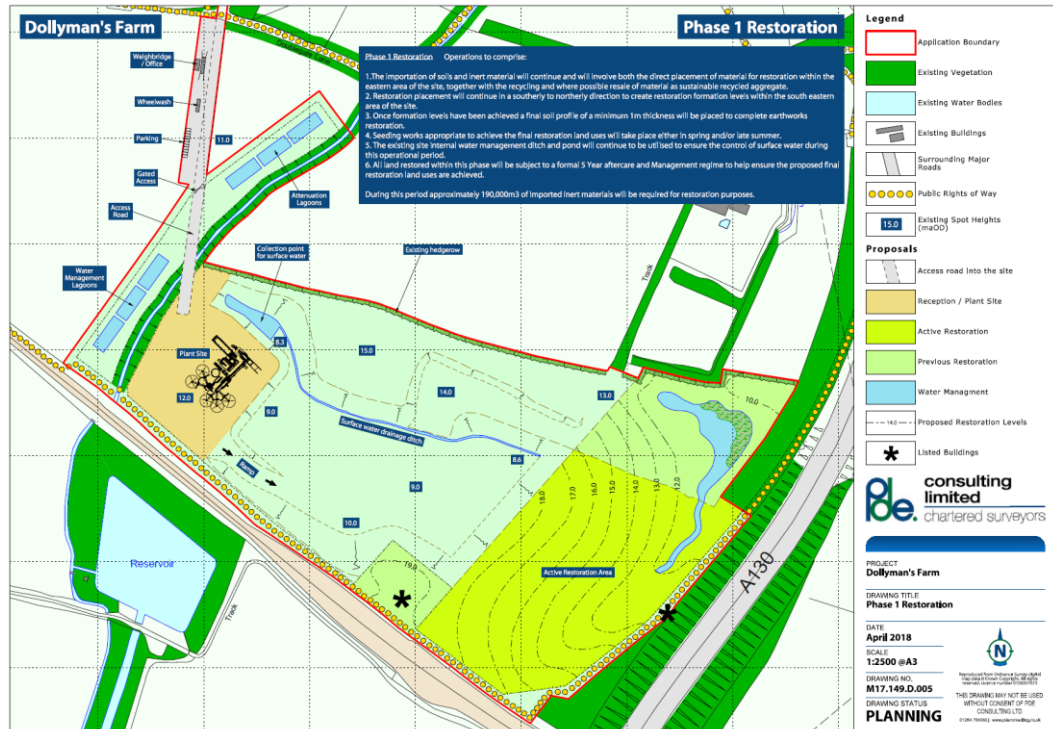 Dollyman's Farm
Phase 1 Restoration
Phase 1 Restoration Operations to comprise:
1.The importation of soils and inert material will continue and will involve both the direct placement of material for restoration within the
eastern area of the site, together with the recycling and where possible resale of material as sustainable recycled aggregate.
2. Restoration placement will continue in a southerly to northerly direction to create restoration formation levels within the south eastern
area of the site.
3. Once formation levels have been achieved a final soil profile of a minimum 1m thickness will be placed to complete earthworks
restoration.
4. Seeding works appropriate to achieve the final restoration land uses will take place either in spring and/or late summer.
5. The existing site internal water management ditch and pond will continue to be utilised to ensure the control of surface water during
this operational period.
6. All land restored within this phase will be subject to a formal 5 Year aftercare and Management regime to help ensure the proposed final
restoration land uses are achieved.
During this period approximately 190,000m3 of imported inert materials will be required for restoration purposes.
Weighbridge
/ Office
Wheelwash
Parking
11.0
Gated
Access
Access
Road
Attenuation
Lagoons
Water
Management
Lagoons
Collection point
for surface water
Existing hedgerow
Track
Plant Site
8.3
15.0
14.0
13.0
10.0
12.0
9.0
Surface water drainage ditch
8.6
Ramp
9.0
10.0
18.0
17.0
16.0
15.0
14.0
13.0
12.0
19.0
Active Restoration Area
A130
Reservoir
Track
Legend
Application Boundary
Existing Vegetation
Existing Water Bodies
Existing Buildings
Surrounding Major
Roads
Public Rights of Way
15.0
Existing Spot Heights
(maOD)
Proposals
Access road into the site
Reception / Plant Site
Active Restoration
Previous Restoration
Water Managment
14.0
Proposed Restoration Levels
Listed Buildings
pde.
consulting
limited
chartered surveyors
PROJECT
Dollyman's Farm
DRAWING TITLE
Phase 1 Restoration
DATE
April 2018
SCALE
1:2500 @A3
DRAWING NO.
M17.149.D.005
DRAWING STATUS
PLANNING
N
THIS DRAWING MAY NOT BE USED
WITHOUT CONSENT OF PDE
CONSULTING LTD